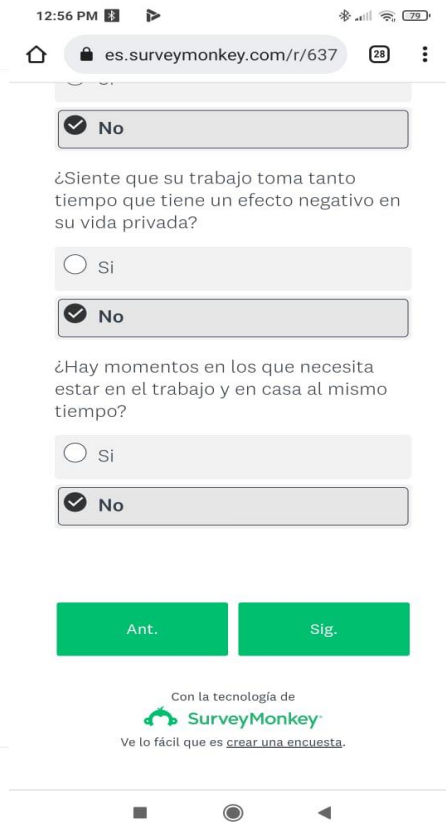 12:56 PM
79
es.surveymonkey.com/r/637
28
No
¿Siente que su trabajo toma tanto
tiempo que tiene un efecto negativo en
su vida privada?
Si
No
¿Hay momentos en los que necesita
estar en el trabajo y en casa al mismo
tiempo?
Si
No
Ant.
Sig.
Con la tecnología de
SurveyMonkey
Ve lo fácil que es crear una encuesta.